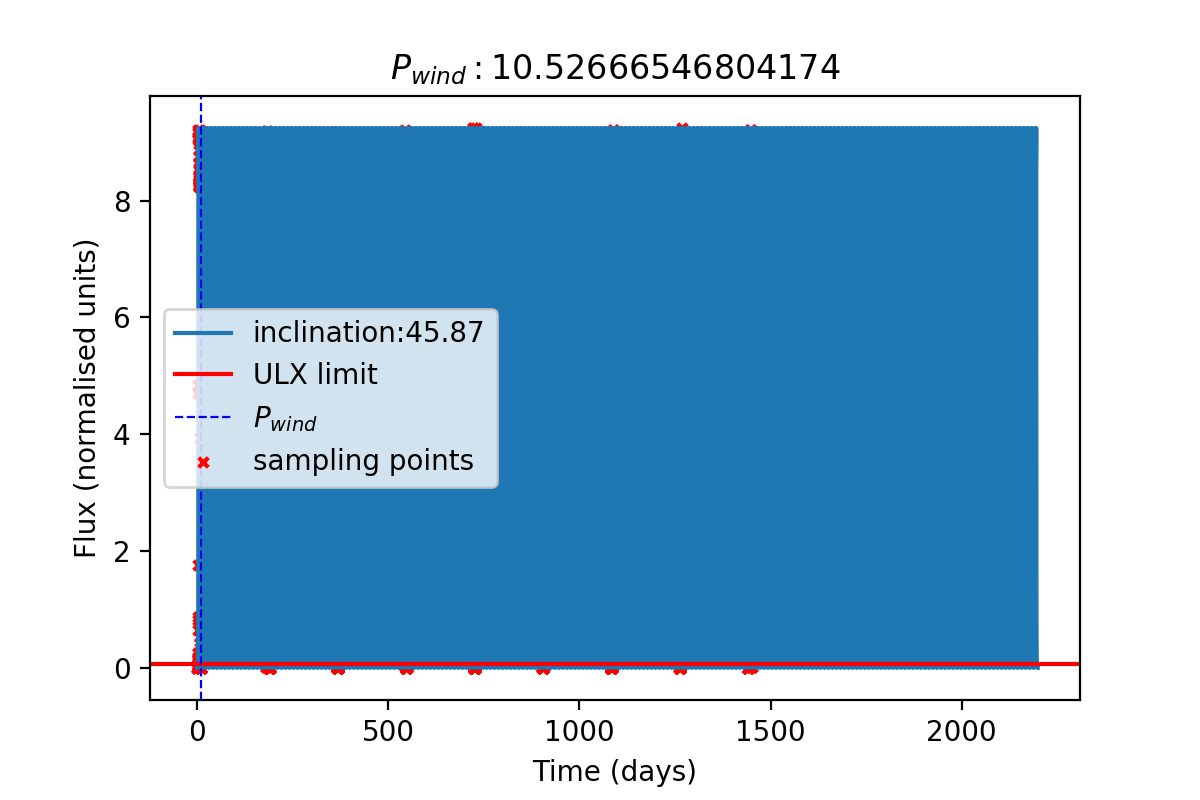 P_wind : 10.52666546804174
Flux (normalised units)
8
6
4
2
0
inclination:45.87
ULX limit
P_wind
sampling points
0 500 1000 1500 2000
Time (days)